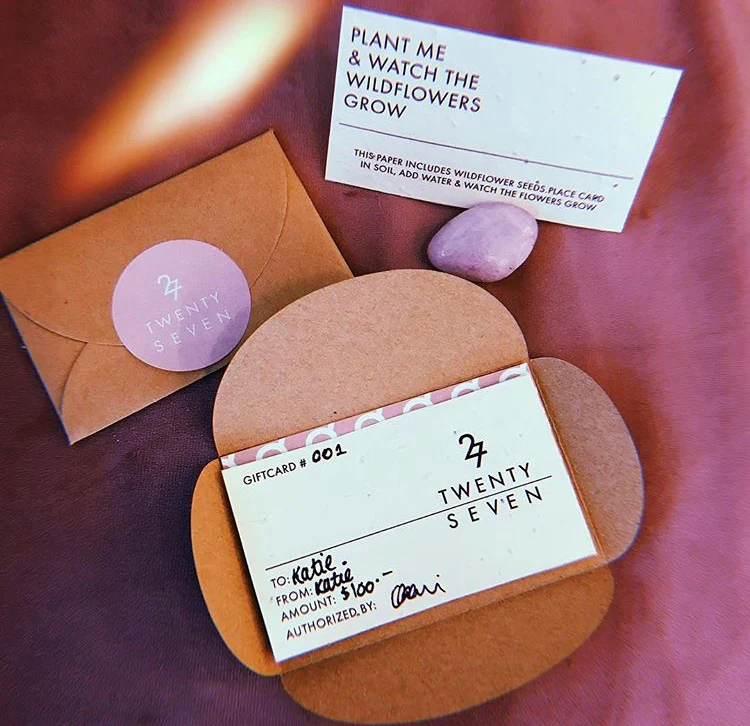 PLANT ME
& WATCH THE
WILDFLOWERS
GROW
THIS PAPER INCLUDES WILDFLOWER SEEDS. PLACE CARD
IN SOIL, ADD WATER & WATCH THE FLOWERS GROW
27
TWENTY
SEVEN
GIFTCARD # 001
27
TWENTY
SEVEN
TO: Katie.
FROM: Katie.
AMOUNT: $100.-
AUTHORIZED BY: